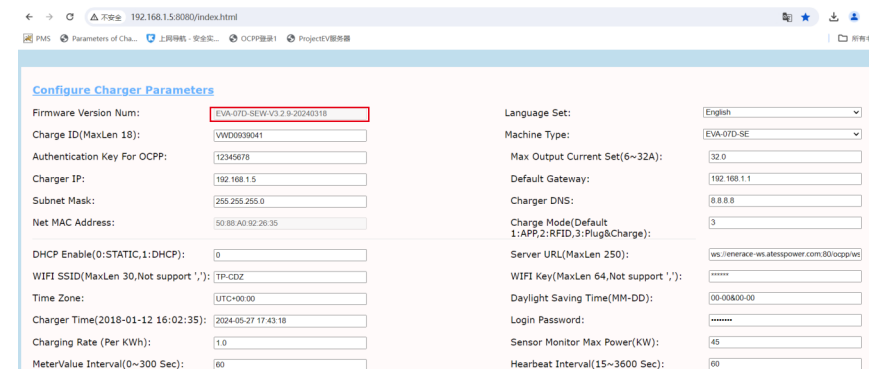 不安全 192.168.1.5:8080/index.html
PMS Parameters of Cha... 上网导航 - 安全实... OCPP登录1 ProjectEV服务器 所有书
Configure Charger Parameters
Firmware Version Num: EVA-07D-SEW-V3.2.9-20240318 Language Set: English
Charge ID(MaxLen 18): VWD0939041 Machine Type: EVA-07D-SE
Authentication Key For OCPP: 12345678 Max Output Current Set(6~32A): 32.0
Charger IP: 192.168.1.5 Default Gateway: 192.168.1.1
Subnet Mask: 255.255.255.0 Charger DNS: 8.8.8.8
Net MAC Address: 50:88:A0:92:26:35 Charge Mode(Default
1:APP,2:RFID,3:Plug&Charge): 3
DHCP Enable(0:STATIC,1:DHCP): 0 Server URL(MaxLen 250): ws://enerace-ws.atesspower.com:80/ocpp/ws
WIFI SSID(MaxLen 30,Not support ','): TP-CDZ WIFI Key(MaxLen 64,Not support ','): ******
Time Zone: UTC+00:00 Daylight Saving Time(MM-DD): 00-00&00-00
Charger Time(2018-01-12 16:02:35): 2024-05-27 17:43:18 Login Password: ••••••••
Charging Rate (Per KWh): 1.0 Sensor Monitor Max Power(KW): 45
MeterValue Interval(0~300 Sec): 60 Hearbeat Interval(15~3600 Sec): 60